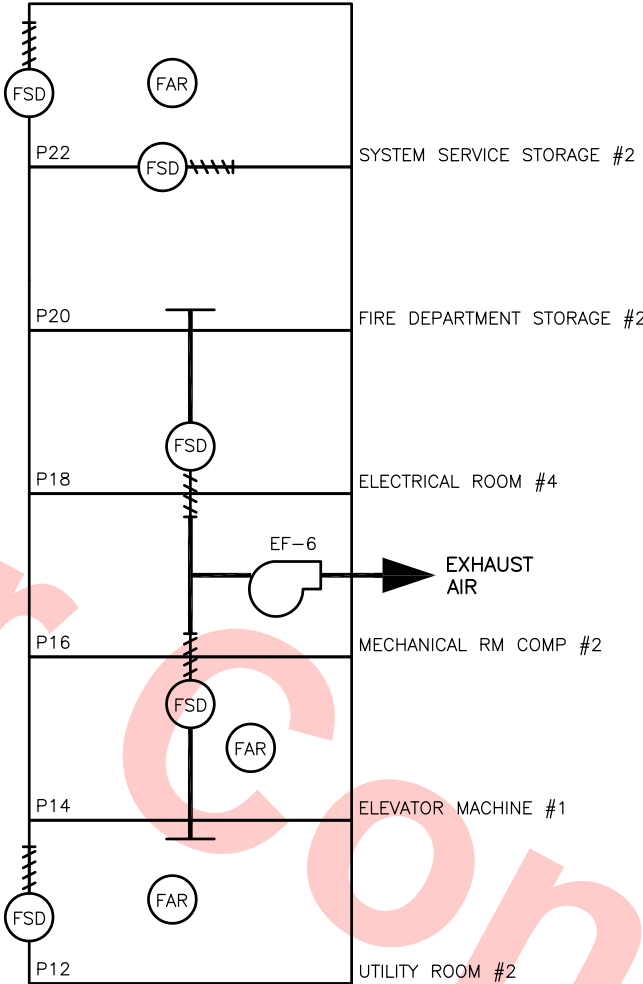 FSD
FAR
P22
FSD
SYSTEM SERVICE STORAGE #2
P20
FIRE DEPARTMENT STORAGE #2
FSD
P18
ELECTRICAL ROOM #4
EF-6
EXHAUST
AIR
P16
MECHANICAL RM COMP #2
FSD
FAR
P14
ELEVATOR MACHINE #1
FAR
FSD
P12
UTILITY ROOM #2
r Con